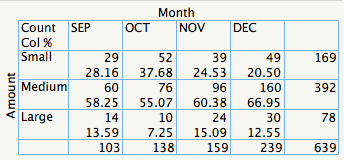 Month
Count SEP OCT NOV DEC
Col %
Small 29 52 39 49 169
28.16 37.68 24.53 20.50
Medium 60 76 96 160 392
58.25 55.07 60.38 66.95
Large 14 10 24 30 78
13.59 7.25 15.09 12.55
103 138 159 239 639
Amount